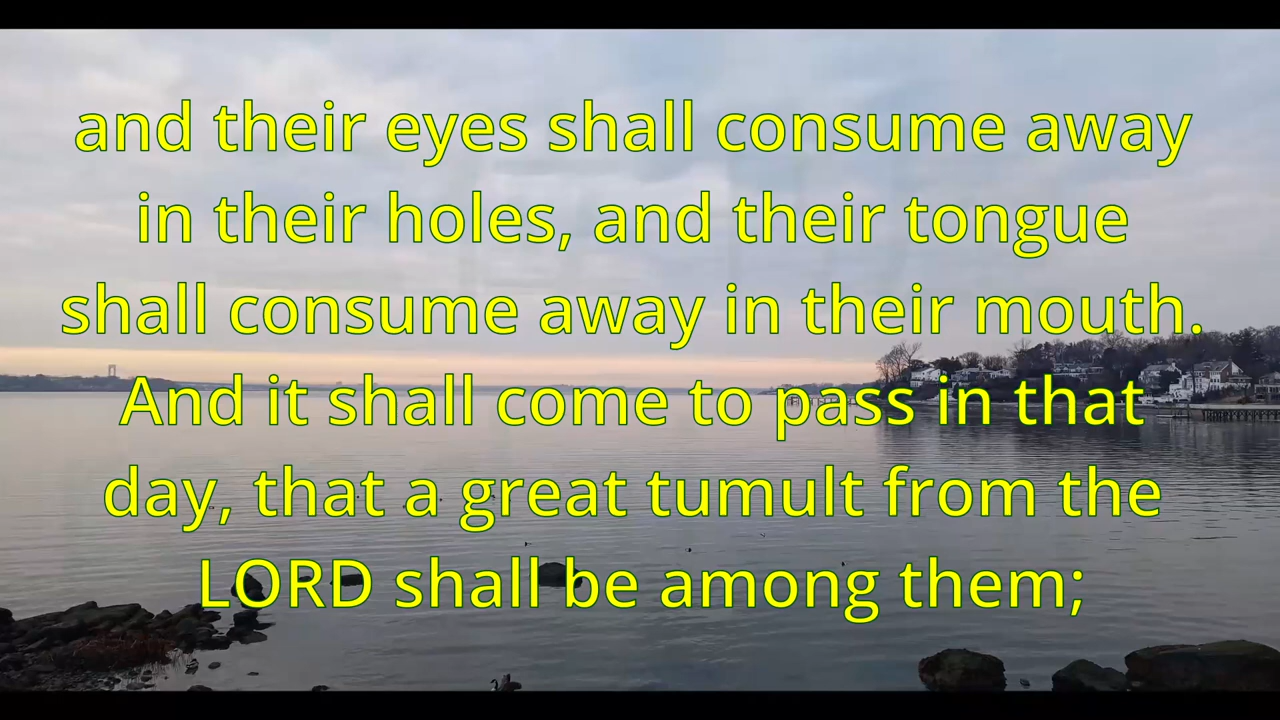 and their eyes shall consume away
in their holes, and their tongue
shall consume away in their mouth.
And it shall come to pass in that
day, that a great tumult from the
LORD shall be among them;